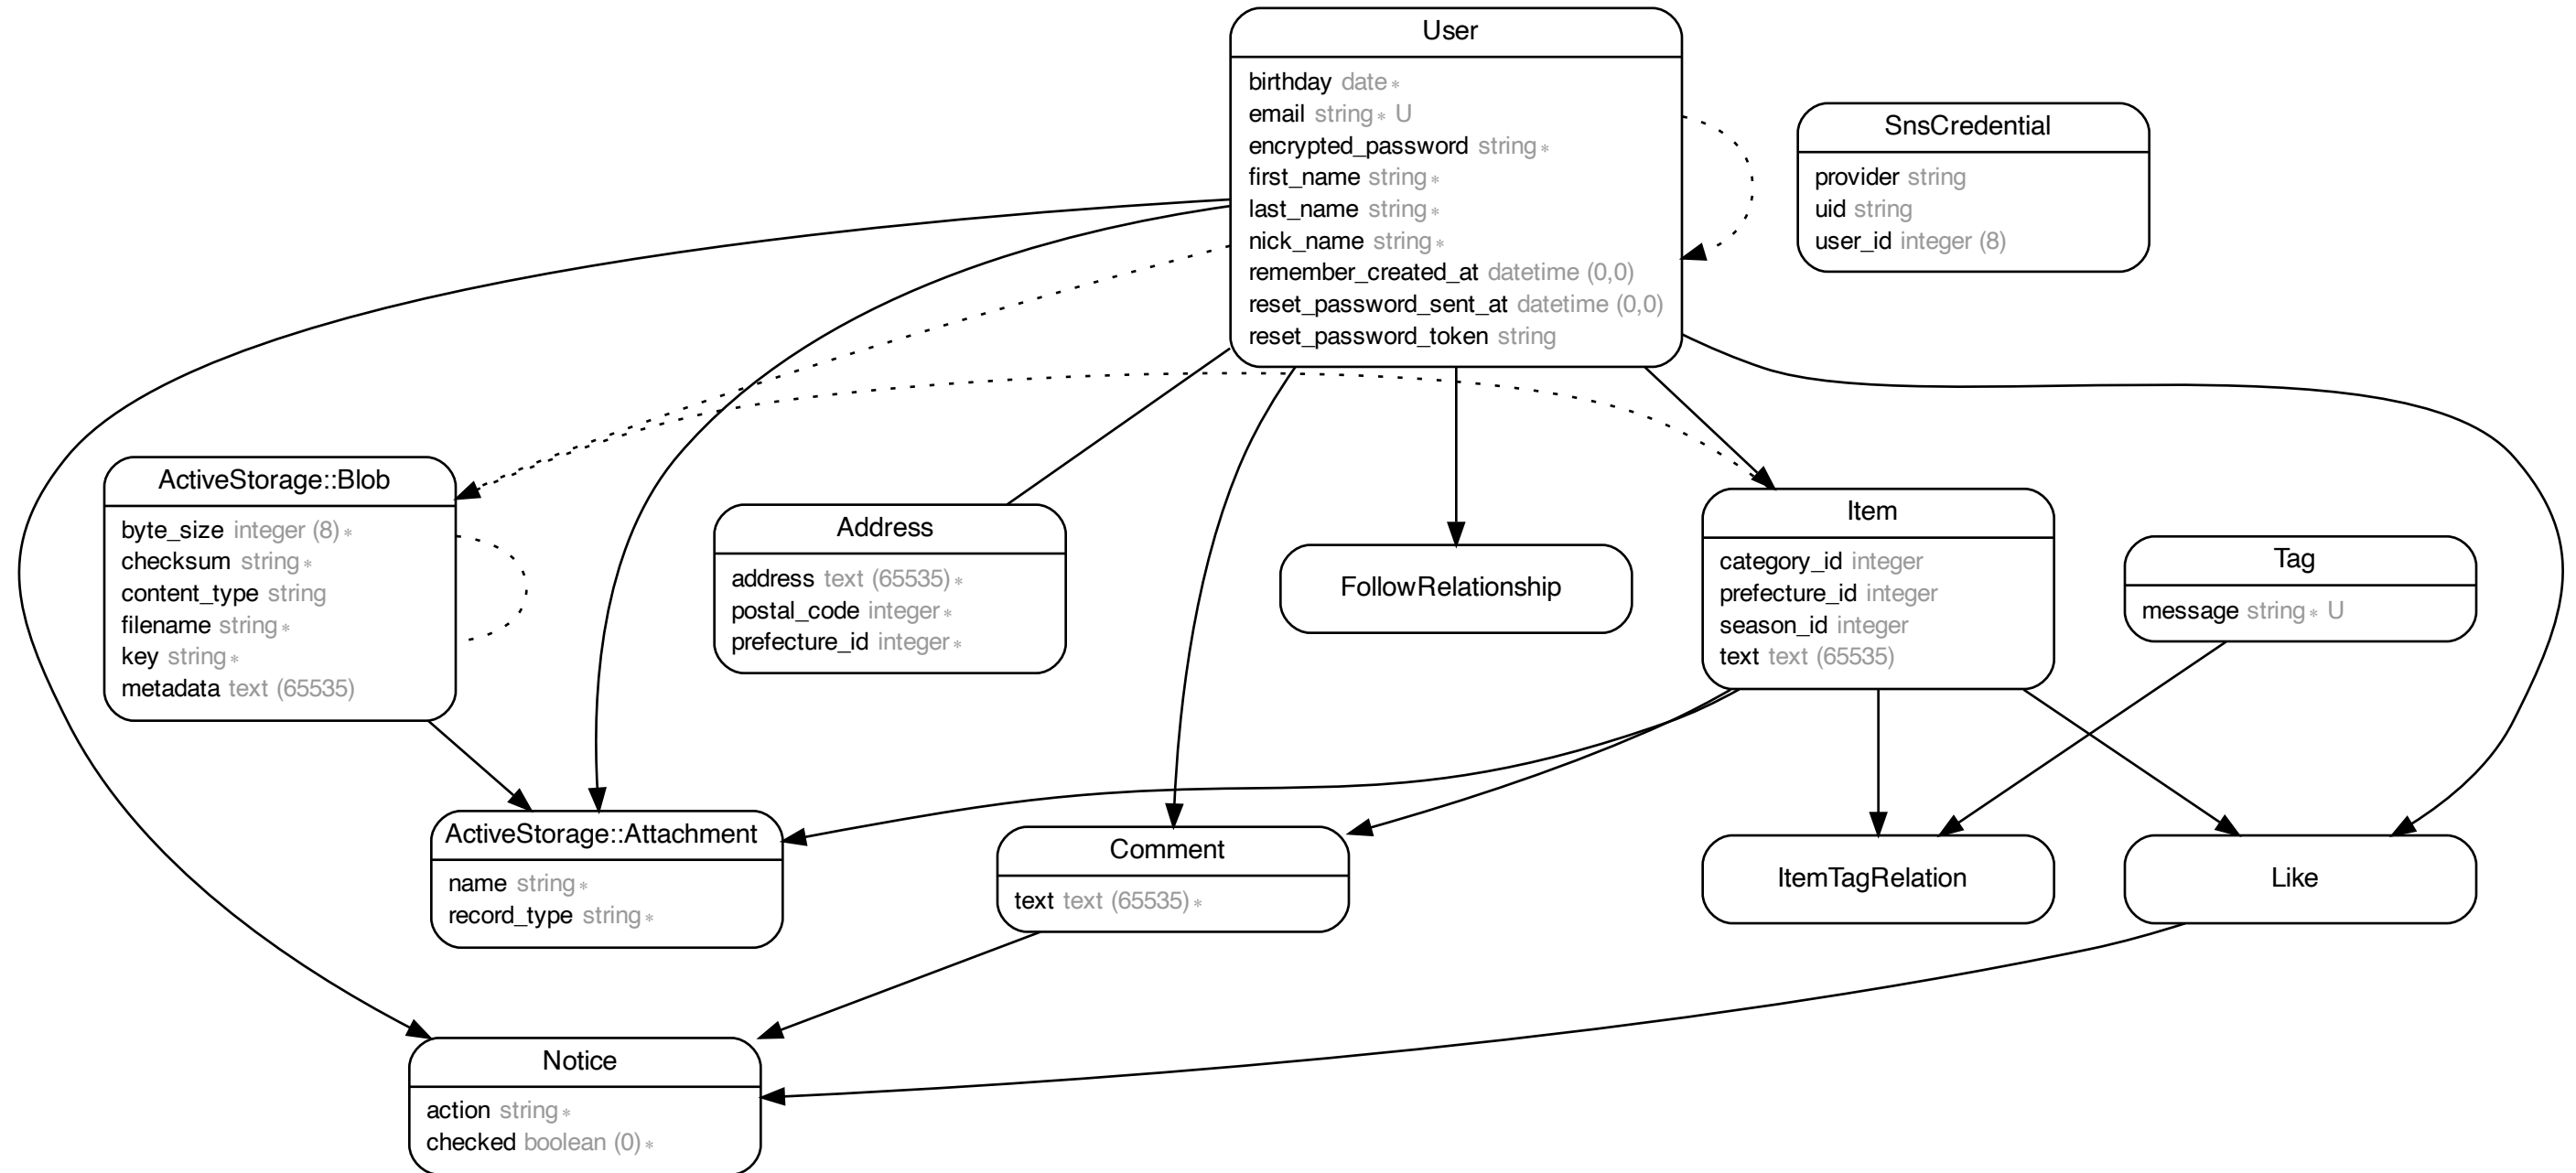 User
birthday date *
email string * U
encrypted_password string *
first_name string *
last_name string *
nick_name string *
remember_created_at datetime (0,0)
reset_password_sent_at datetime (0,0)
reset_password_token string
SnsCredential
provider string
uid string
user_id integer (8)
ActiveStorage::Blob
byte_size integer (8) *
checksum string *
content_type string
filename string *
key string *
metadata text (65535)
Address
address text (65535) *
postal_code integer *
prefecture_id integer *
FollowRelationship
Item
category_id integer
prefecture_id integer
season_id integer
text text (65535)
Tag
message string * U
ActiveStorage::Attachment
name string *
record_type string *
Comment
text text (65535) *
ItemTagRelation
Like
Notice
action string *
checked boolean (0) *